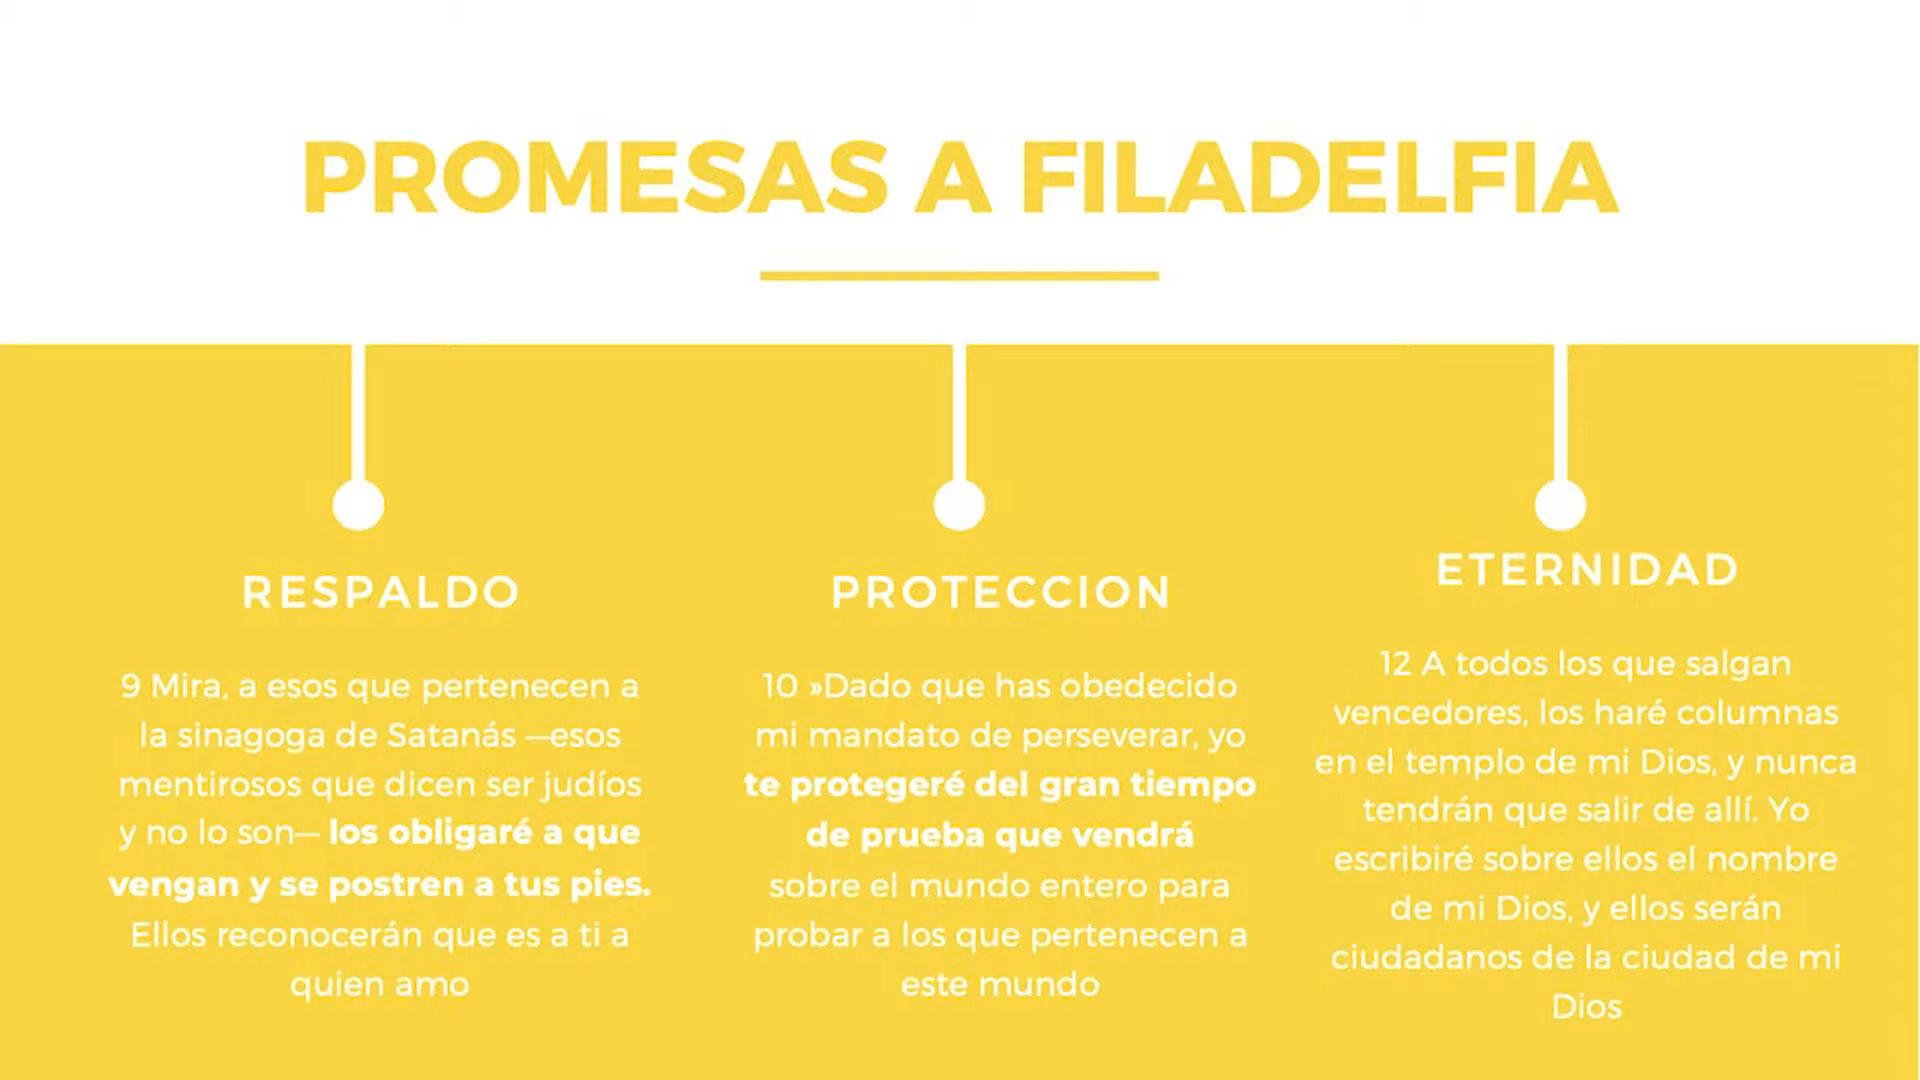 PROMESAS A FILADELFIA
RESPALDO
9 Mira, a esos que pertenecen a
la sinagoga de Satanás —esos
mentirosos que dicen ser judíos
y no lo son— los obligaré a que
vengan y se postren a tus pies.
Ellos reconocerán que es a ti a
quien amo
PROTECCION
10 »Dado que has obedecido
mi mandato de perseverar, yo
te protegeré del gran tiempo
de prueba que vendrá
sobre el mundo entero para
probar a los que pertenecen a
este mundo
ETERNIDAD
12 A todos los que salgan
vencedores, los haré columnas
en el templo de mi Dios, y nunca
tendrán que salir de allí. Yo
escribiré sobre ellos el nombre
de mi Dios, y ellos serán
ciudadanos de la ciudad de mi
Dios